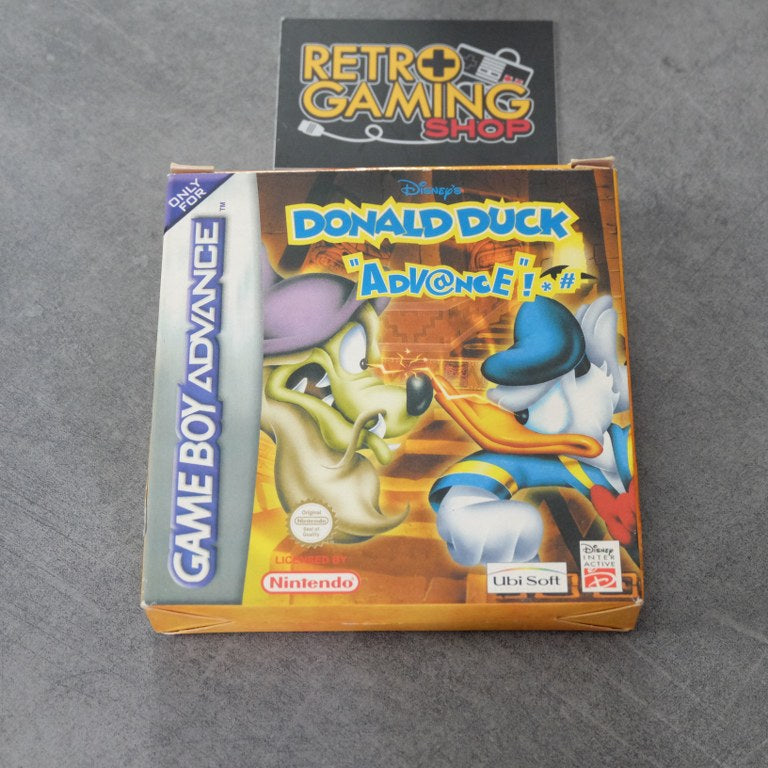 RETRO
GAMING
SHOP
ONLY
FOR
GAME BOY ADVANCE™
Disney's
DONALD DUCK
"ADV@NCE"!*#
Original
Nintendo
Seal of
Quality
LICENSED BY
Nintendo
Ubi Soft
Disney
INTER
ACTIVE